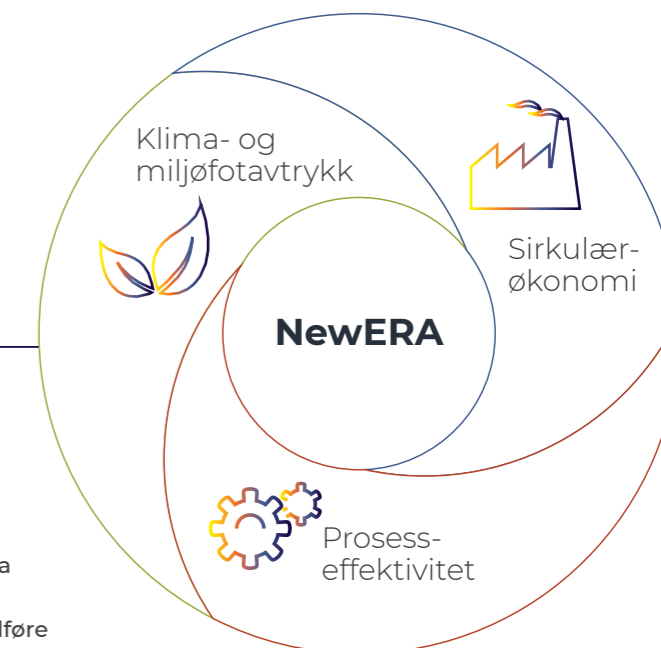 Klima- og
miljøfotavtrykk
Sirkulær-
økonomi
NewERA
Prosess-
effektivitet